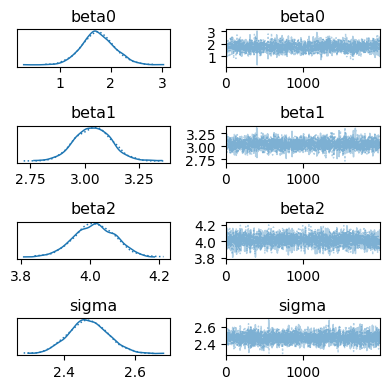 beta0 beta0
3
2
1
1 2 3 0 1000
beta1 beta1
3.25
3.00
2.75
2.75 3.00 3.25 0 1000
beta2 beta2
4.2
4.0
3.8
3.8 4.0 4.2 0 1000
sigma sigma
2.6
2.4
2.4 2.6 0 1000